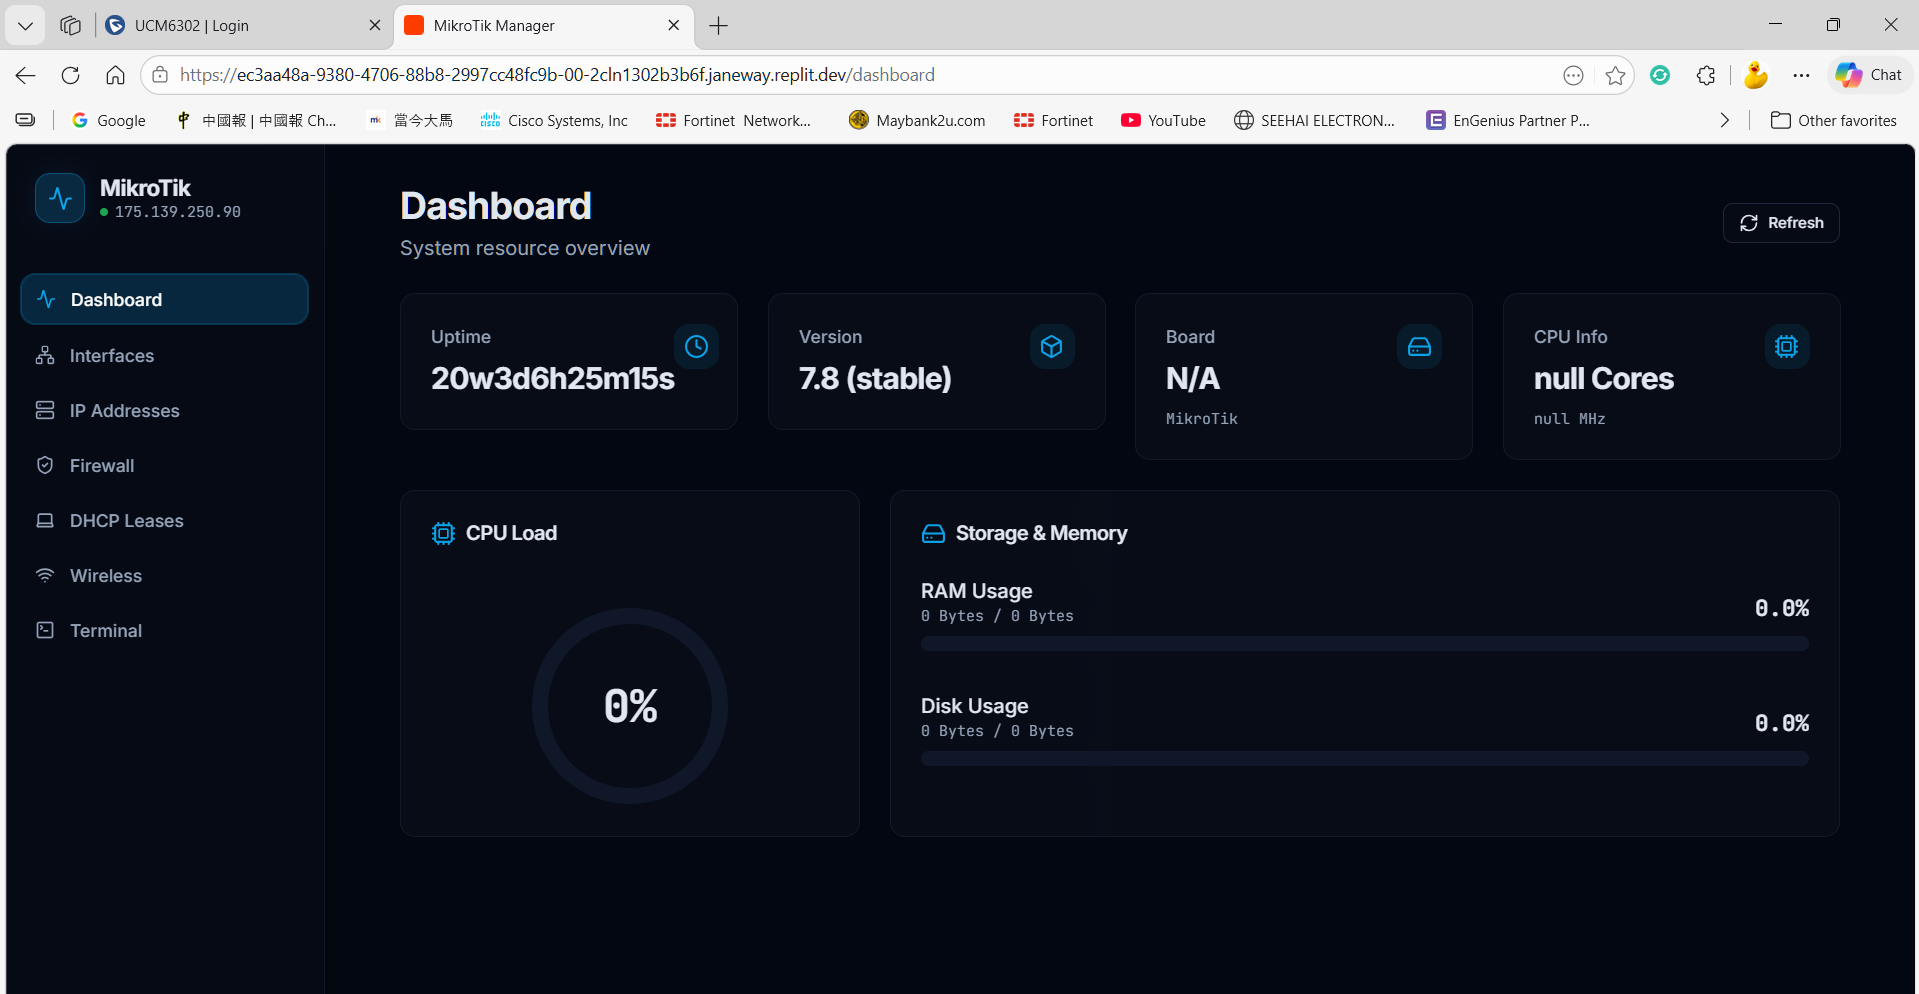 UCM6302 | Login
MikroTik Manager
https://ec3aa48a-9380-4706-88b8-2997cc48fc9b-00-2cln1302b3b6f.janeway.replit.dev/dashboard
Chat
Google
中國報 | 中國報 Ch...
mk
當今大馬
cisco
Cisco Systems, Inc
Fortinet Network...
Maybank2u.com
Fortinet
YouTube
SEEHAI ELECTRON...
EnGenius Partner P...
Other favorites
MikroTik
175.139.250.90
Dashboard
Interfaces
IP Addresses
Firewall
DHCP Leases
Wireless
Terminal
Dashboard
System resource overview
Refresh
Uptime
20w3d6h25m15s
Version
7.8 (stable)
Board
N/A
MikroTik
CPU Info
null Cores
null MHz
CPU Load
0%
Storage & Memory
RAM Usage
0 Bytes / 0 Bytes
0.0%
Disk Usage
0 Bytes / 0 Bytes
0.0%